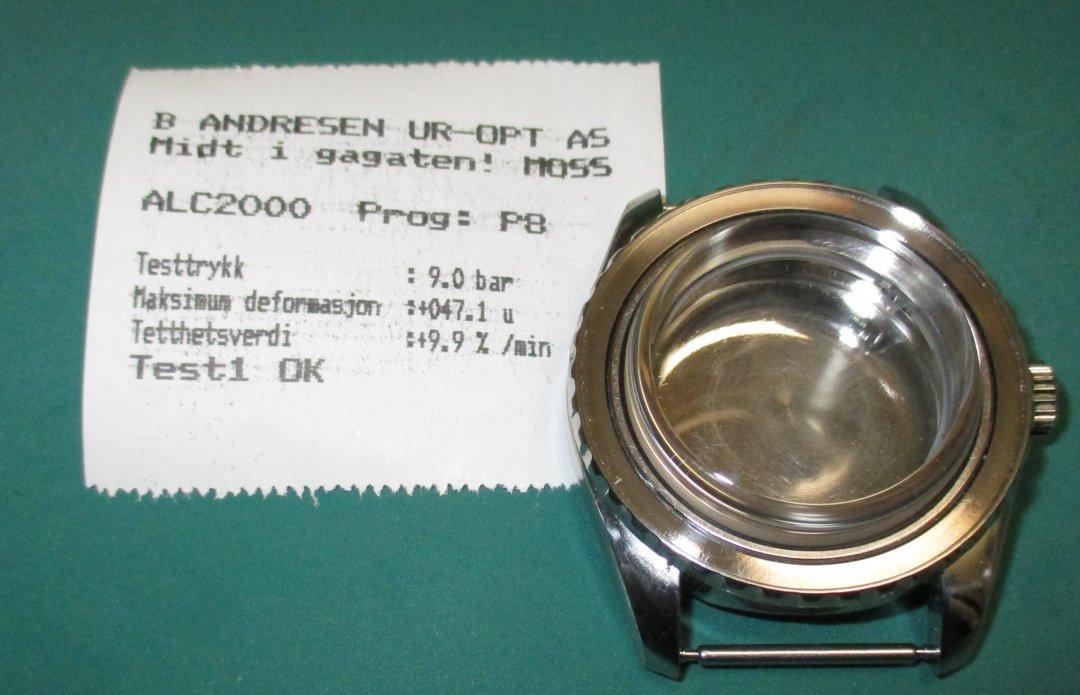 B ANDRESEN UR-OPT AS
Midt i gagaten! MOSS
ALC2000 Prog: P8
Testtrykk : 9.0 bar
Maksimum deformasjon :+047.1 u
Tetthetsverdi :+9.9 % /min
Test1 OK